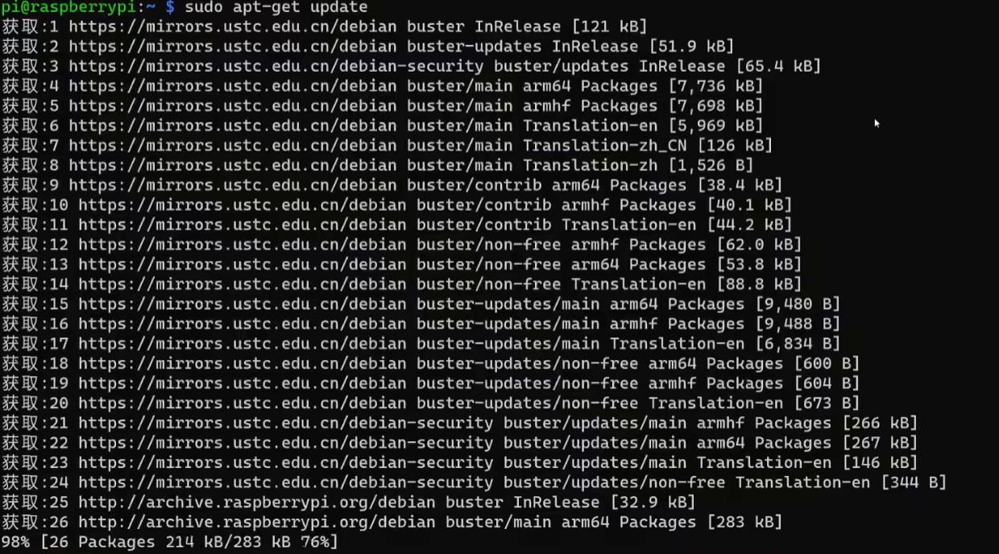 pi@raspberrypi:~ $ sudo apt-get update
获取:1 https://mirrors.ustc.edu.cn/debian buster InRelease [121 kB]
获取:2 https://mirrors.ustc.edu.cn/debian buster-updates InRelease [51.9 kB]
获取:3 https://mirrors.ustc.edu.cn/debian-security buster/updates InRelease [65.4 kB]
获取:4 https://mirrors.ustc.edu.cn/debian buster/main arm64 Packages [7,736 kB]
获取:5 https://mirrors.ustc.edu.cn/debian buster/main armhf Packages [7,698 kB]
获取:6 https://mirrors.ustc.edu.cn/debian buster/main Translation-en [5,969 kB]
获取:7 https://mirrors.ustc.edu.cn/debian buster/main Translation-zh_CN [126 kB]
获取:8 https://mirrors.ustc.edu.cn/debian buster/main Translation-zh [1,526 B]
获取:9 https://mirrors.ustc.edu.cn/debian buster/contrib arm64 Packages [38.4 kB]
获取:10 https://mirrors.ustc.edu.cn/debian buster/contrib armhf Packages [40.1 kB]
获取:11 https://mirrors.ustc.edu.cn/debian buster/contrib Translation-en [44.2 kB]
获取:12 https://mirrors.ustc.edu.cn/debian buster/non-free armhf Packages [62.0 kB]
获取:13 https://mirrors.ustc.edu.cn/debian buster/non-free arm64 Packages [53.8 kB]
获取:14 https://mirrors.ustc.edu.cn/debian buster/non-free Translation-en [88.8 kB]
获取:15 https://mirrors.ustc.edu.cn/debian buster-updates/main arm64 Packages [9,480 B]
获取:16 https://mirrors.ustc.edu.cn/debian buster-updates/main armhf Packages [9,488 B]
获取:17 https://mirrors.ustc.edu.cn/debian buster-updates/main Translation-en [6,834 B]
获取:18 https://mirrors.ustc.edu.cn/debian buster-updates/non-free arm64 Packages [600 B]
获取:19 https://mirrors.ustc.edu.cn/debian buster-updates/non-free armhf Packages [604 B]
获取:20 https://mirrors.ustc.edu.cn/debian buster-updates/non-free Translation-en [673 B]
获取:21 https://mirrors.ustc.edu.cn/debian-security buster/updates/main armhf Packages [266 kB]
获取:22 https://mirrors.ustc.edu.cn/debian-security buster/updates/main arm64 Packages [267 kB]
获取:23 https://mirrors.ustc.edu.cn/debian-security buster/updates/main Translation-en [146 kB]
获取:24 https://mirrors.ustc.edu.cn/debian-security buster/updates/non-free Translation-en [344 B]
获取:25 http://archive.raspberrypi.org/debian buster InRelease [32.9 kB]
获取:26 http://archive.raspberrypi.org/debian buster/main arm64 Packages [283 kB]
98% [26 Packages 214 kB/283 kB 76%]